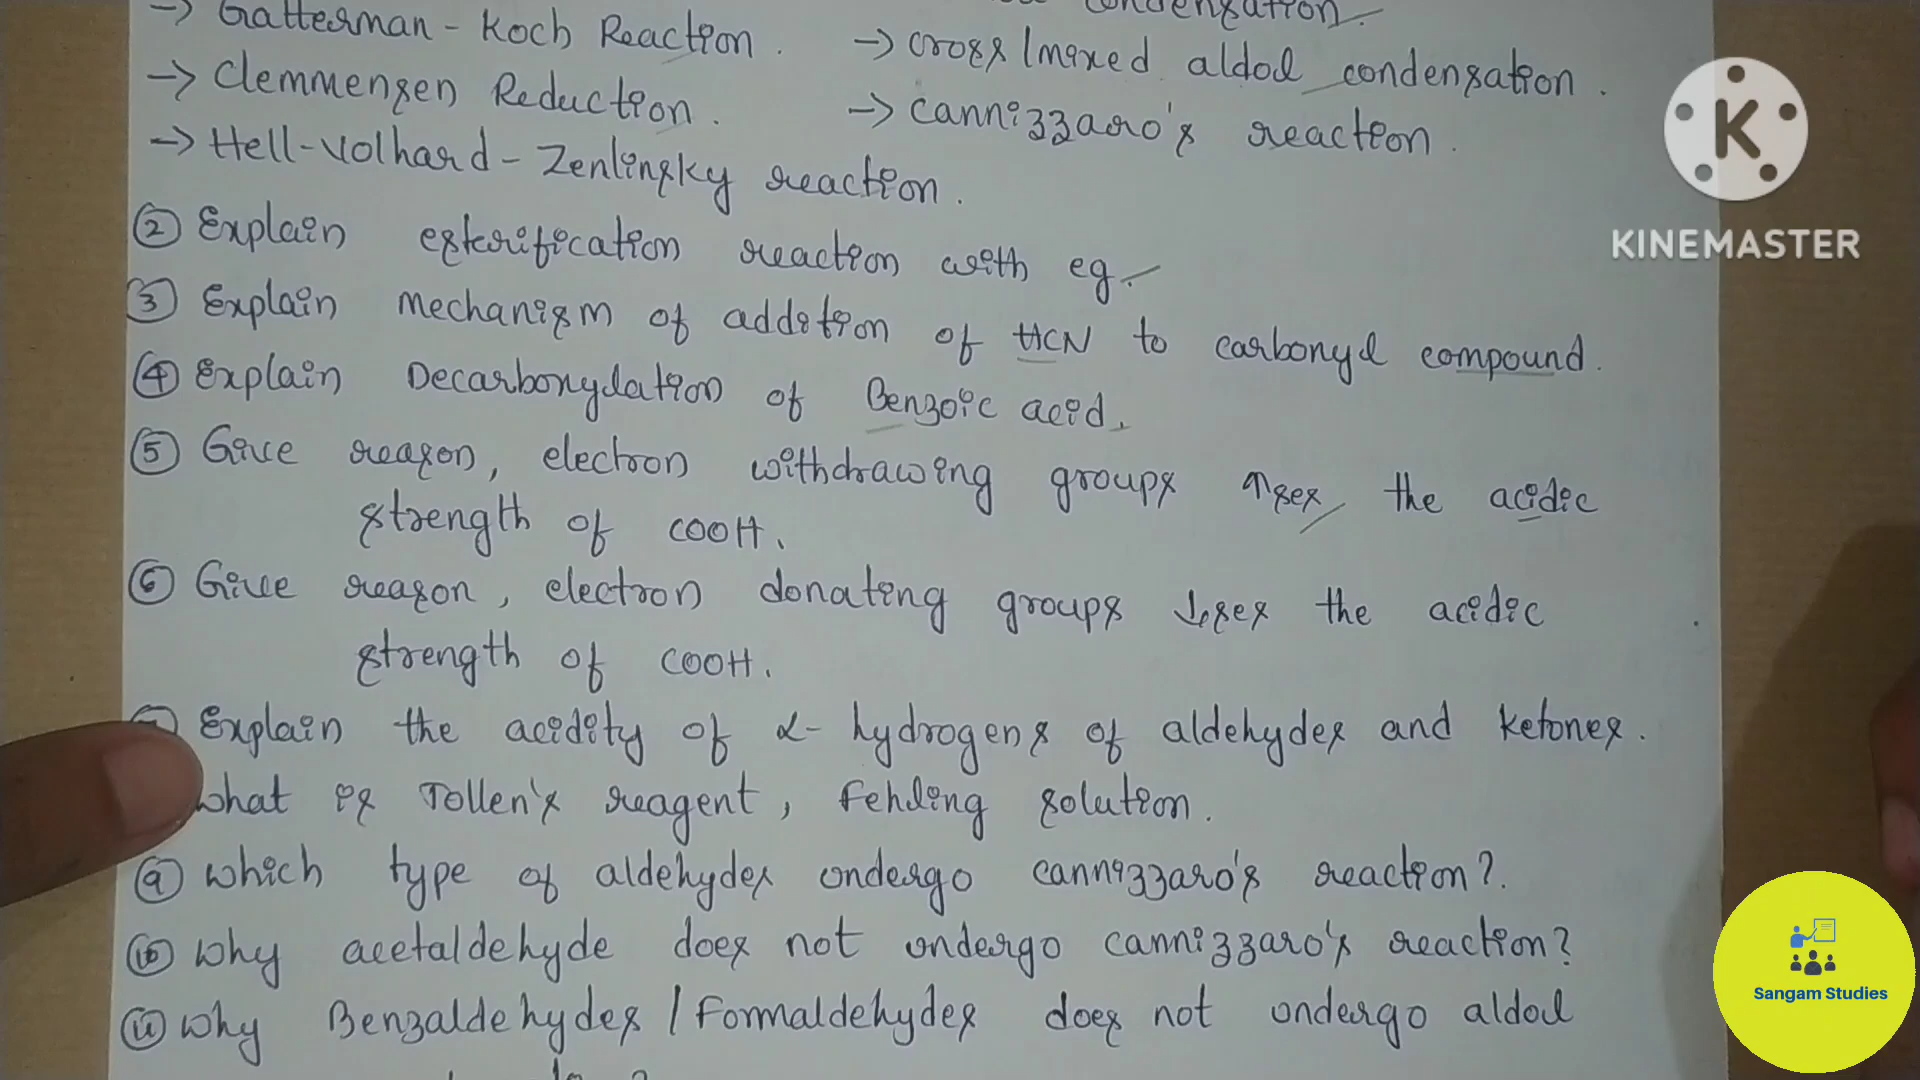 → Gatterman - Koch Reaction .
condensation.
→ cross/mixed aldol condensation .
→ Clemmensen Reduction .
→ Cannizzaro's reaction .
→ Hell-Volhard - Zenlinsky reaction .
② Explain esterification reaction with eg.
③ Explain mechanism of addition of HCN to carbonyl compound .
④ Explain Decarbonylation of Benzoic acid.
⑤ Give reason, electron withdrawing groups ↑ses the acidic
strength of COOH.
⑥ Give reason, electron donating groups ↓ses the acidic
strength of COOH.
Explain the acidity of α- hydrogens of aldehydes and ketones .
what is Tollen's reagent, Fehling solution .
⑨ which type of aldehydes undergo cannizzaro's reaction?.
⑩ why acetaldehyde does not undergo cannizzaro's reaction?
⑪ why Benzaldehydes / Formaldehydes does not undergo aldol
KINEMASTER
Sangam Studies